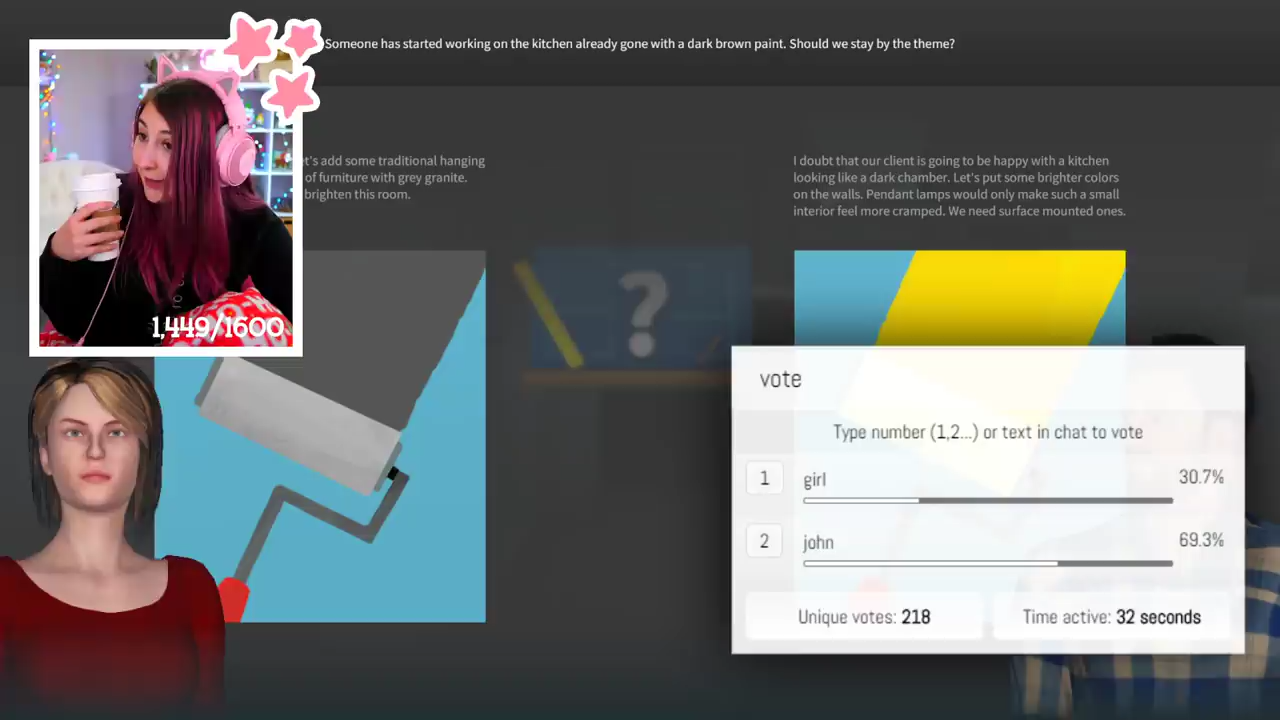 Someone has started working on the kitchen already gone with a dark brown paint. Should we stay by the theme?
et's add some traditional hanging
of furniture with grey granite.
brighten this room.
I doubt that our client is going to be happy with a kitchen
looking like a dark chamber. Let's put some brighter colors
on the walls. Pendant lamps would only make such a small
interior feel more cramped. We need surface mounted ones.
1,449/1600
?
vote
Type number (1,2...) or text in chat to vote
1 girl 30.7%
2 john 69.3%
Unique votes: 218 Time active: 32 seconds